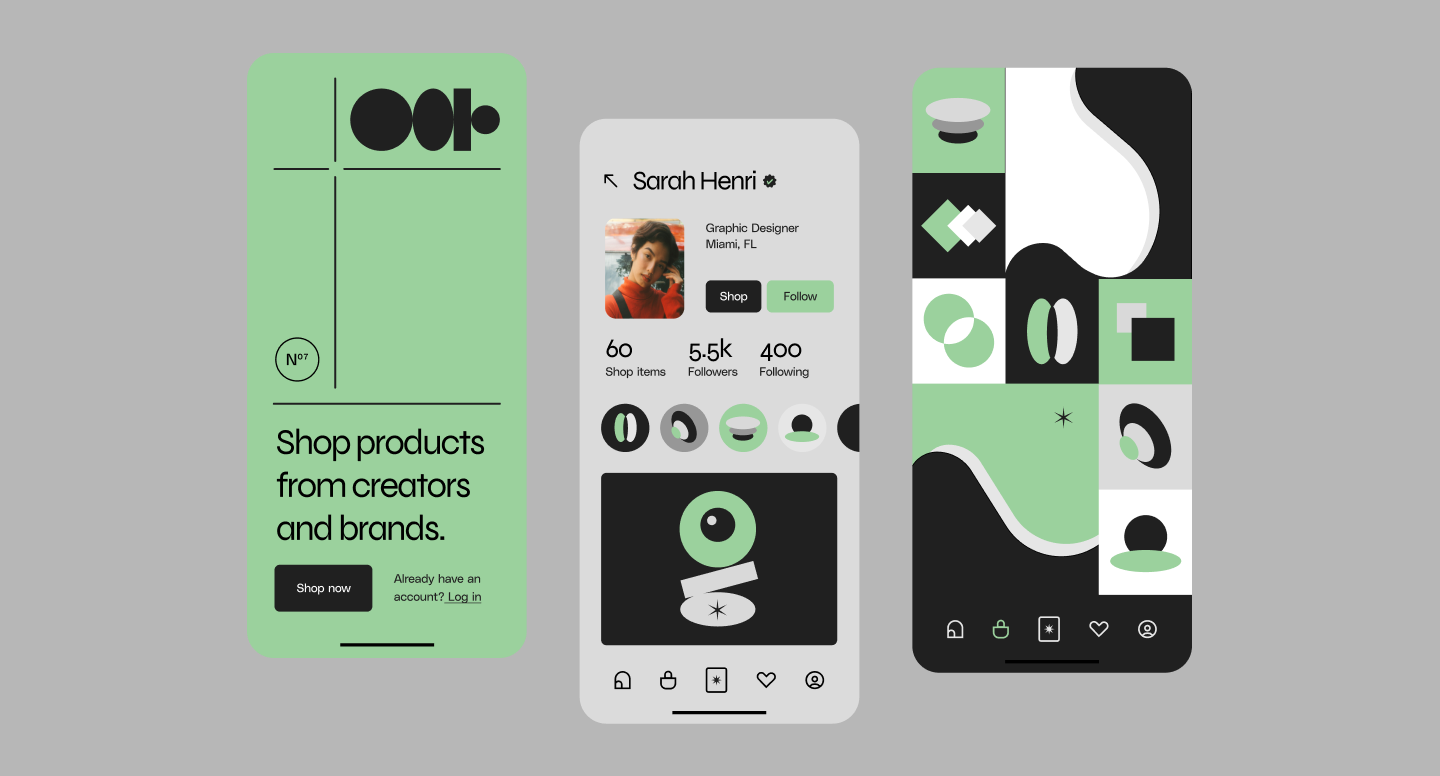 Nº⁷
Shop products
from creators
and brands.
Shop now
Already have an
account? Log in
Sarah Henri
Graphic Designer
Miami, FL
Shop
Follow
60
5.5k
400
Shop items
Followers
Following